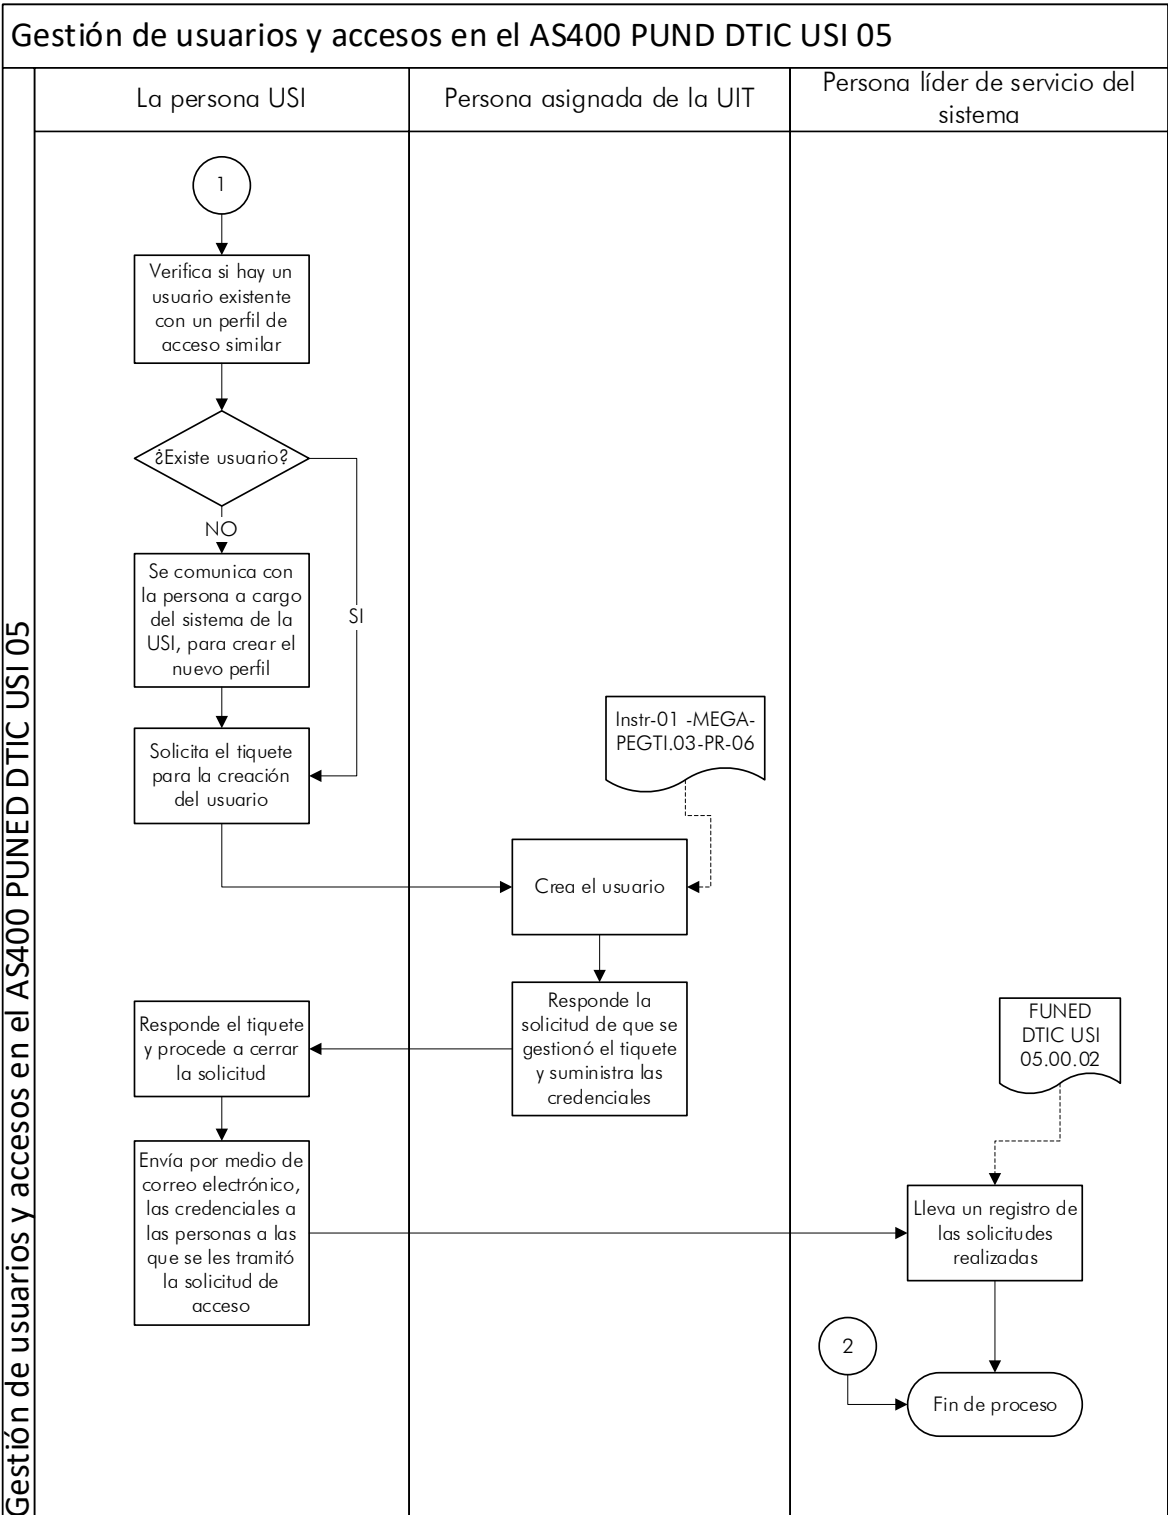 Gestión de usuarios y accesos en el AS400 PUND DTIC USI 05
Gestión de usuarios y accesos en el AS400 PUNED DTIC USI 05
La persona USI
Persona asignada de la UIT
Persona líder de servicio del
sistema
1
Verifica si hay un
usuario existente
con un perfil de
acceso similar
¿Existe usuario?
NO
SI
Se comunica con
la persona a cargo
del sistema de la
USI, para crear el
nuevo perfil
Solicita el tiquete
para la creación
del usuario
Instr-01 -MEGA-
PEGTI.03-PR-06
Crea el usuario
Responde la
solicitud de que se
gestionó el tiquete
y suministra las
credenciales
Responde el tiquete
y procede a cerrar
la solicitud
Envía por medio de
correo electrónico,
las credenciales a
las personas a las
que se les tramitó
la solicitud de
acceso
FUNED
DTIC USI
05.00.02
Lleva un registro de
las solicitudes
realizadas
2
Fin de proceso